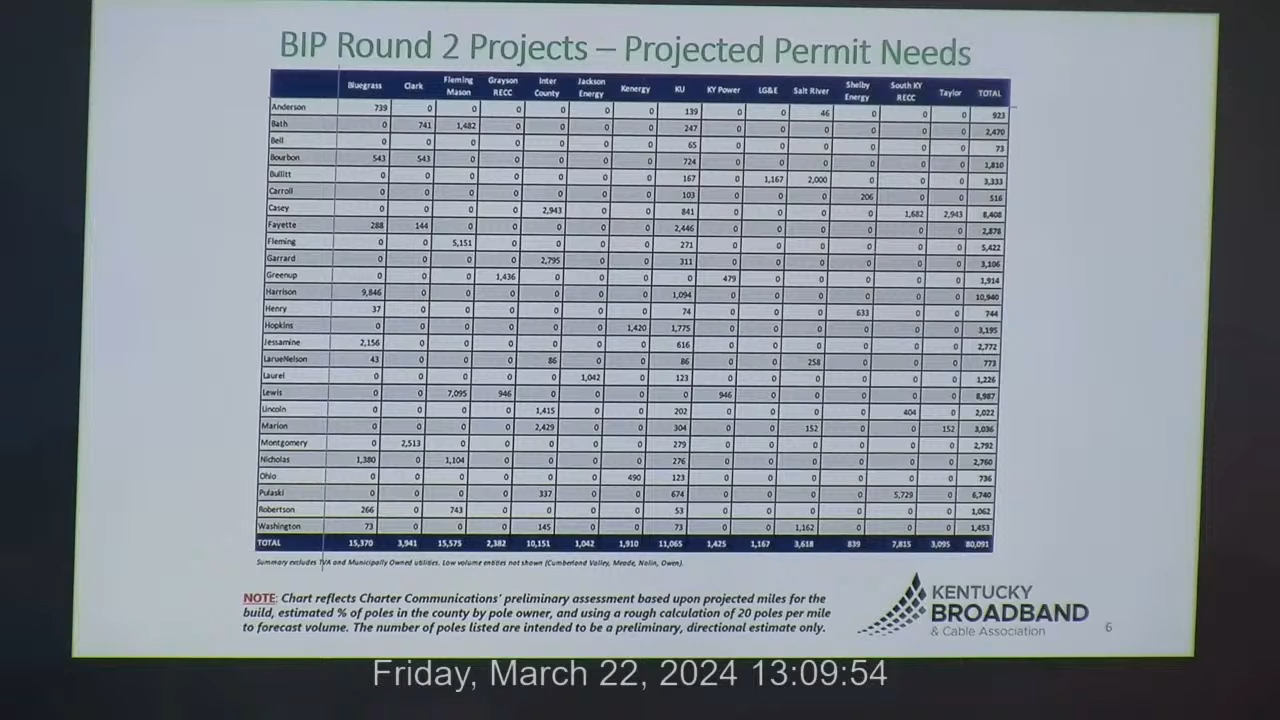 BIP Round 2 Projects – Projected Permit Needs
Bluegrass Clark Fleming Mason Grayson RECC Inter County Jackson Energy Kenergy KU KY Power LG&E Salt River Shelby Energy South KY RECC Taylor TOTAL
Anderson 739 0 0 0 0 0 0 139 0 0 46 0 0 0 923
Bath 0 741 1,482 0 0 0 0 247 0 0 0 0 0 0 2,470
Bell 0 0 0 0 0 0 0 65 0 0 0 0 0 0 73
Bourbon 543 543 0 0 0 0 0 724 0 0 0 0 0 0 1,810
Bullitt 0 0 0 0 0 0 0 167 0 1,167 2,000 0 0 0 3,333
Carroll 0 0 0 0 0 0 0 103 0 0 0 206 0 0 516
Casey 0 0 0 0 2,943 0 0 841 0 0 0 0 1,682 2,943 8,408
Fayette 288 144 0 0 0 0 0 2,446 0 0 0 0 0 0 2,878
Fleming 0 0 5,151 0 0 0 0 271 0 0 0 0 0 0 5,422
Garrard 0 0 0 0 2,795 0 0 311 0 0 0 0 0 0 3,106
Greenup 0 0 0 1,436 0 0 0 0 479 0 0 0 0 0 1,914
Harrison 9,846 0 0 0 0 0 0 1,094 0 0 0 0 0 0 10,940
Henry 37 0 0 0 0 0 0 74 0 0 0 633 0 0 744
Hopkins 0 0 0 0 0 0 1,420 1,775 0 0 0 0 0 0 3,195
Jessamine 2,156 0 0 0 0 0 0 616 0 0 0 0 0 0 2,772
LarueNelson 43 0 0 0 86 0 0 86 0 0 258 0 0 0 773
Laurel 0 0 0 0 0 1,042 0 123 0 0 0 0 0 0 1,226
Lewis 0 0 7,095 946 0 0 0 0 946 0 0 0 0 0 8,987
Lincoln 0 0 0 0 1,415 0 0 202 0 0 0 0 404 0 2,022
Marion 0 0 0 0 2,429 0 0 304 0 0 152 0 0 152 3,036
Montgomery 0 2,513 0 0 0 0 0 279 0 0 0 0 0 0 2,792
Nicholas 1,380 0 1,104 0 0 0 0 276 0 0 0 0 0 0 2,760
Ohio 0 0 0 0 0 0 490 123 0 0 0 0 0 0 736
Pulaski 0 0 0 0 337 0 0 674 0 0 0 0 5,729 0 6,740
Robertson 266 0 743 0 0 0 0 53 0 0 0 0 0 0 1,062
Washington 73 0 0 0 145 0 0 73 0 0 1,162 0 0 0 1,453
TOTAL 15,370 3,941 15,575 2,382 10,151 1,042 1,910 11,065 1,425 1,167 3,618 839 7,815 3,095 80,091
Summary excludes TVA and Municipally Owned utilities. Low volume entities not shown (Cumberland Valley, Meade, Nolin, Owen).
NOTE: Chart reflects Charter Communications' preliminary assessment based upon projected miles for the
build, estimated % of poles in the county by pole owner, and using a rough calculation of 20 poles per mile
to forecast volume. The number of poles listed are intended to be a preliminary, directional estimate only.
KENTUCKY
BROADBAND
& Cable Association
6
Friday, March 22, 2024 13:09:54